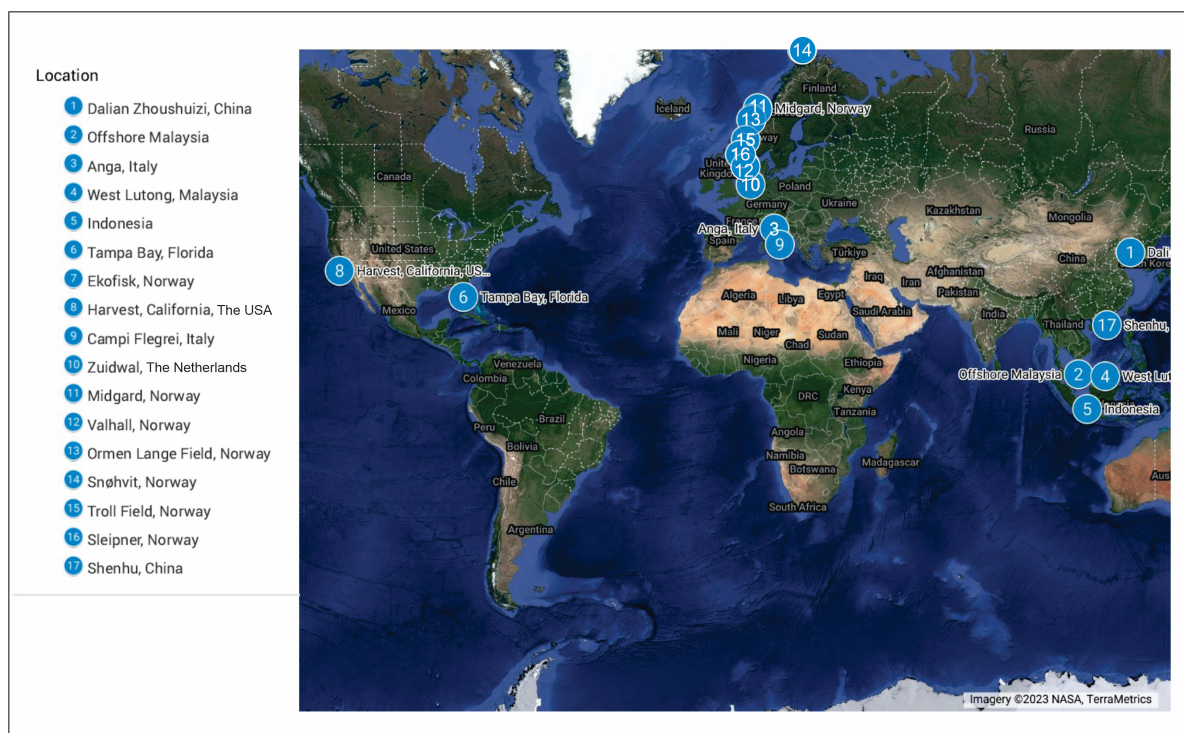 Location
1 Dalian Zhoushuizi, China
2 Offshore Malaysia
3 Anga, Italy
4 West Lutong, Malaysia
5 Indonesia
6 Tampa Bay, Florida
7 Ekofisk, Norway
8 Harvest, California, The USA
9 Campi Flegrei, Italy
10 Zuidwal, The Netherlands
11 Midgard, Norway
12 Valhall, Norway
13 Ormen Lange Field, Norway
14 Snøhvit, Norway
15 Troll Field, Norway
16 Sleipner, Norway
17 Shenhu, China
14
Finland
Iceland
11 Midgard, Norway
13
Russia
15 way
16
United
Kingdom
12
10
Canada
Poland
Germany
Ukraine
Kazakhstan
Mongolia
France
Anga, Italy 3
Spain
9
Türkiye
United States
1 Dali
China
Korea
8 Harvest, California, US...
Afghanistan
Iraq
Iran
Pakistan
6 Tampa Bay, Florida
Mexico
Algeria
Libya
Egypt
Saudi Arabia
India
Thailand
17 Shenhu,
Mali
Niger
Chad
Sudan
Nigeria
Ethiopia
Venezuela
Colombia
Offshore Malaysia 2
4 West Lut
Kenya
DRC
Tanzania
5 Indonesia
Peru
Brazil
Angola
Bolivia
Namibia
Botswana
Madagascar
Aus
Chile
South Africa
Argentina
Imagery ©2023 NASA, TerraMetrics